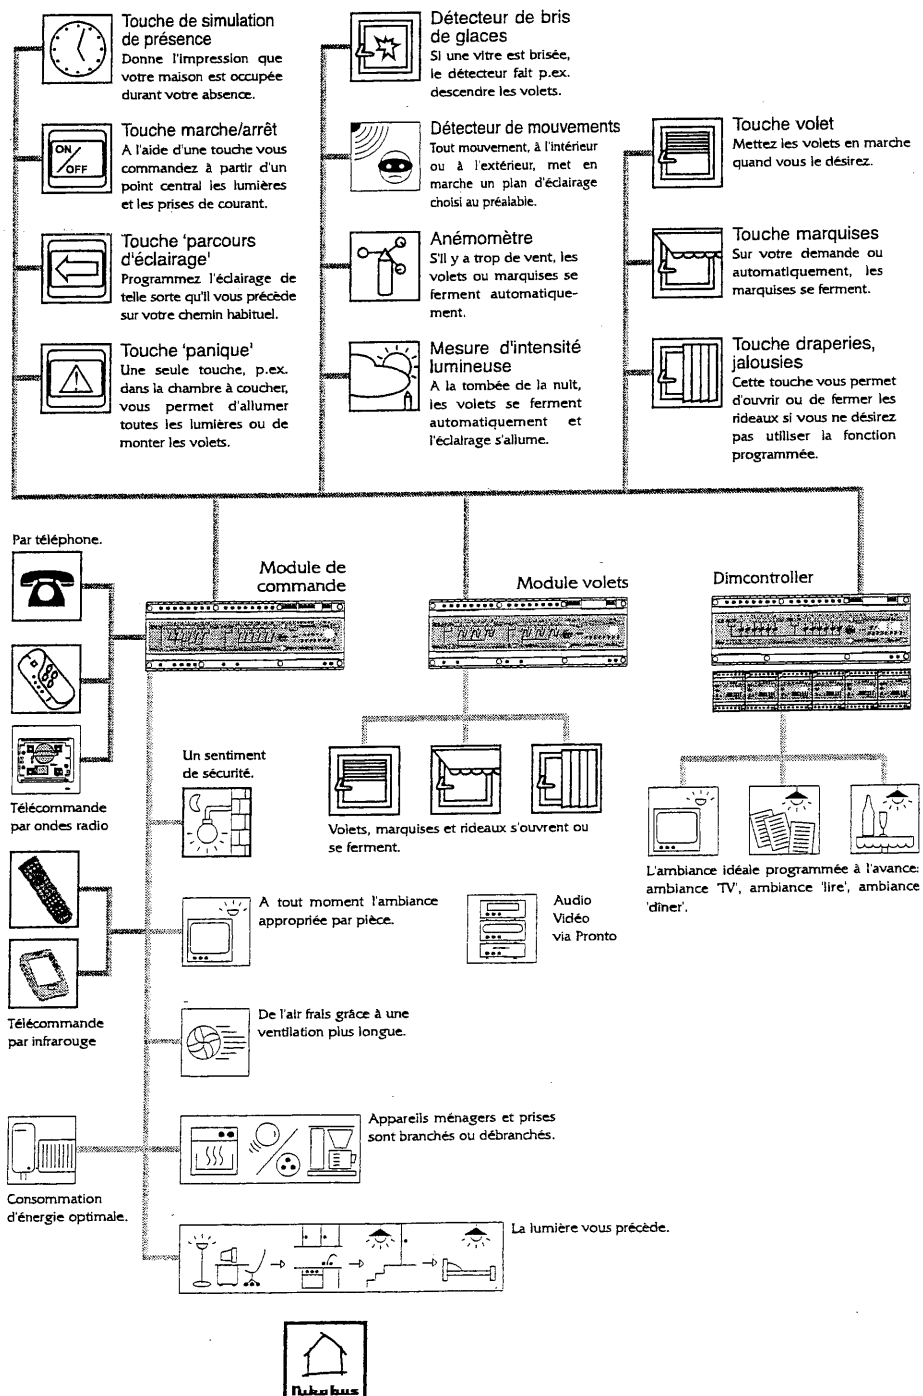 Touche de simulation
de présence
Donne l'impression que
votre maison est occupée
durant votre absence.
Touche marche/arrêt
A l'aide d'une touche vous
commandez à partir d'un
point central les lumières
et les prises de courant.
ON
OFF
Touche 'parcours
d'éclairage'
Programmez l'éclairage de
telle sorte qu'il vous précède
sur votre chemin habituel.
Touche 'panique'
Une seule touche, p.ex.
dans la chambre à coucher,
vous permet d'allumer
toutes les lumières ou de
monter les volets.
Détecteur de bris
de glaces
Si une vitre est brisée,
le détecteur fait p.ex.
descendre les volets.
Détecteur de mouvements
Tout mouvement, à l'intérieur
ou à l'extérieur, met en
marche un plan d'éclairage
choisi au préalable.
Anémomètre
S'il y a trop de vent, les
volets ou marquises se
ferment automatique-
ment.
Mesure d'intensité
lumineuse
A la tombée de la nuit,
les volets se ferment
automatiquement et
l'éclairage s'allume.
Touche volet
Mettez les volets en marche
quand vous le désirez.
Touche marquises
Sur votre demande ou
automatiquement, les
marquises se ferment.
Touche draperies,
jalousies
Cette touche vous permet
d'ouvrir ou de fermer les
rideaux si vous ne désirez
pas utiliser la fonction
programmée.
Par téléphone.
Module de
commande
Module volets
Dimcontroller
Télécommande
par ondes radio
Un sentiment
de sécurité.
Volets, marquises et rideaux s'ouvrent ou
se ferment.
L'ambiance idéale programmée à l'avance:
ambiance 'TV', ambiance 'lire', ambiance
'dîner'.
A tout moment l'ambiance
appropriée par pièce.
Audio
Vidéo
via Pronto
Télécommande
par infrarouge
De l'air frais grâce à une
ventilation plus longue.
Appareils ménagers et prises
sont branchés ou débranchés.
Consommation
d'énergie optimale.
La lumière vous précède.
Nikobus